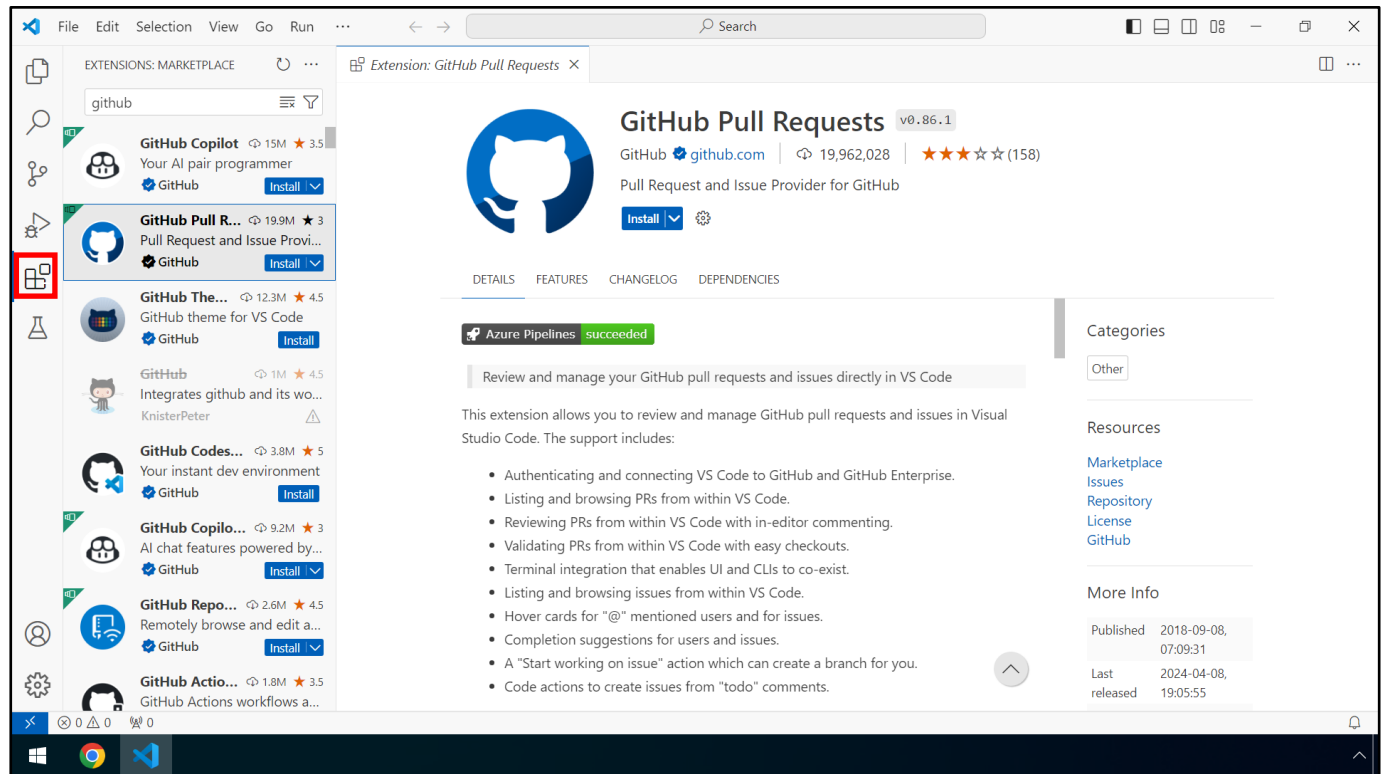 File Edit Selection View Go Run ···
Search
EXTENSIONS: MARKETPLACE
github
GitHub Copilot 15M ★ 3.5
Your AI pair programmer
GitHub Install
GitHub Pull R... 19.9M ★ 3
Pull Request and Issue Provi...
GitHub Install
GitHub The... 12.3M ★ 4.5
GitHub theme for VS Code
GitHub Install
GitHub 1M ★ 4.5
Integrates github and its wo...
KnisterPeter
GitHub Codes... 3.8M ★ 5
Your instant dev environment
GitHub Install
GitHub Copilo... 9.2M ★ 3
AI chat features powered by...
GitHub Install
GitHub Repo... 2.6M ★ 4.5
Remotely browse and edit a...
GitHub Install
GitHub Actio... 1.8M ★ 3.5
GitHub Actions workflows a...
Extension: GitHub Pull Requests
GitHub Pull Requests v0.86.1
GitHub github.com 19,962,028 ★★★☆☆(158)
Pull Request and Issue Provider for GitHub
Install
DETAILS FEATURES CHANGELOG DEPENDENCIES
Azure Pipelines succeeded
Review and manage your GitHub pull requests and issues directly in VS Code
This extension allows you to review and manage GitHub pull requests and issues in Visual
Studio Code. The support includes:
• Authenticating and connecting VS Code to GitHub and GitHub Enterprise.
• Listing and browsing PRs from within VS Code.
• Reviewing PRs from within VS Code with in-editor commenting.
• Validating PRs from within VS Code with easy checkouts.
• Terminal integration that enables UI and CLIs to co-exist.
• Listing and browsing issues from within VS Code.
• Hover cards for "@" mentioned users and for issues.
• Completion suggestions for users and issues.
• A "Start working on issue" action which can create a branch for you.
• Code actions to create issues from "todo" comments.
Categories
Other
Resources
Marketplace
Issues
Repository
License
GitHub
More Info
Published 2018-09-08,
07:09:31
Last 2024-04-08,
released 19:05:55
0 0 0